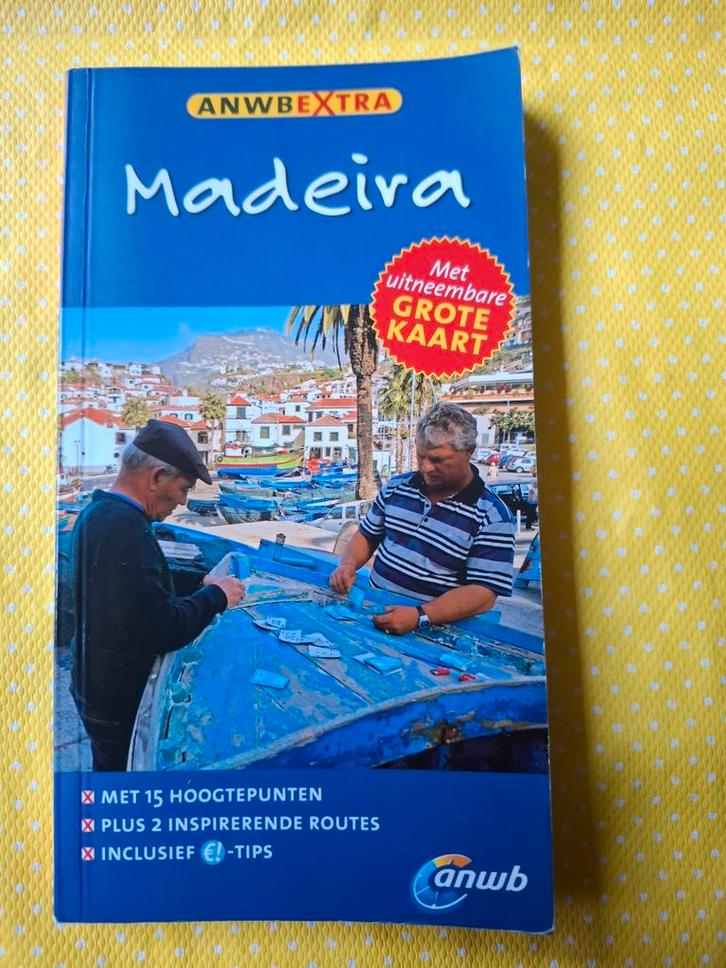 ANWBEXTRA
Madeira
Met
uitneembare
GROTE
KAART
MET 15 HOOGTEPUNTEN
PLUS 2 INSPIRERENDE ROUTES
INCLUSIEF €!-TIPS
anwb